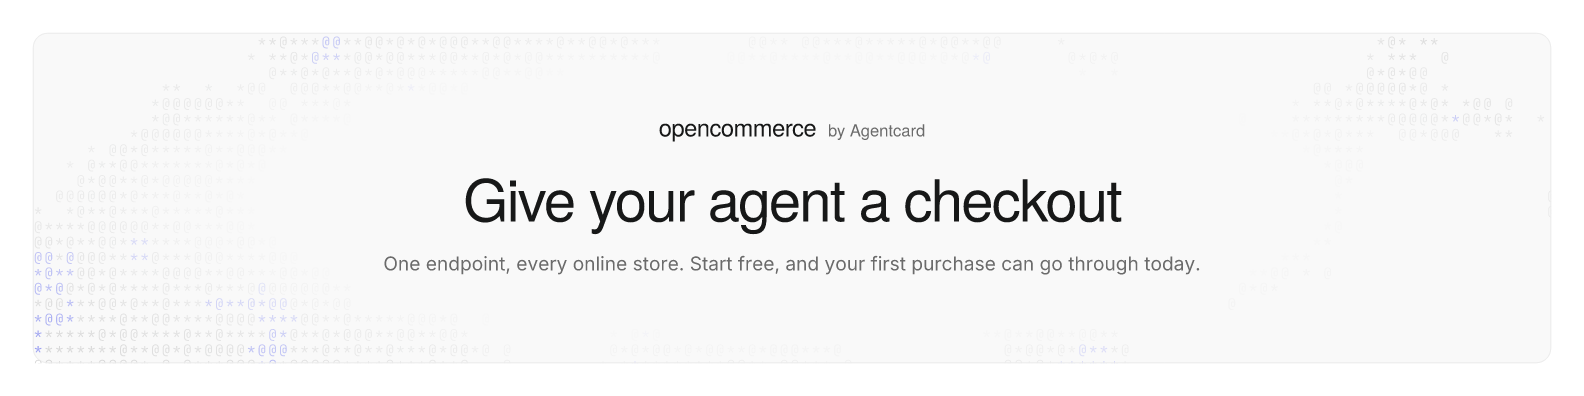 opencommerce by Agentcard
Give your agent a checkout
One endpoint, every online store. Start free, and your first purchase can go through today.